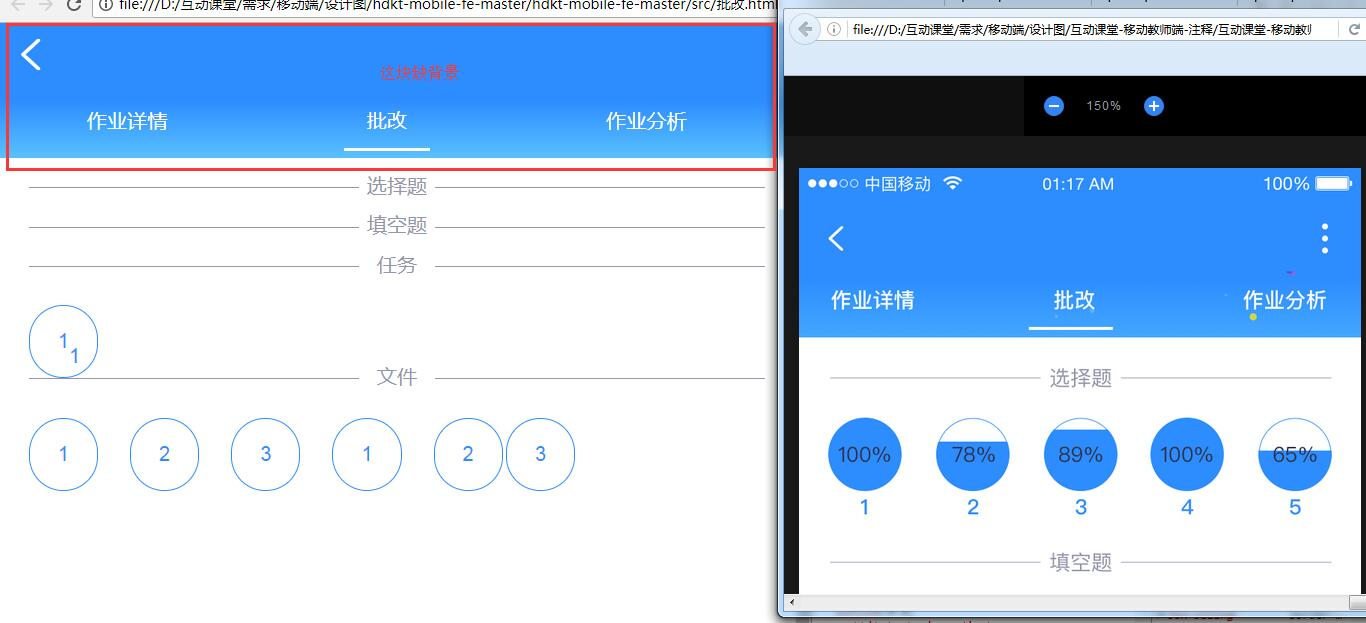 file:///D:/互动课堂/需求/移动端/设计图/hdkt-mobile-fe-master/hdkt-mobile-fe-master/src/批改.html
这块缺背景
作业详情 批改 作业分析
选择题
填空题
任务
1
1
文件
1 2 3 1 2 3
file:///D:/互动课堂/需求/移动端/设计图/互动课堂-移动教师端-注释/互动课堂-移动教
150%
中国移动 01:17 AM 100%
作业详情 批改 作业分析
选择题
100% 78% 89% 100% 65%
1 2 3 4 5
填空题